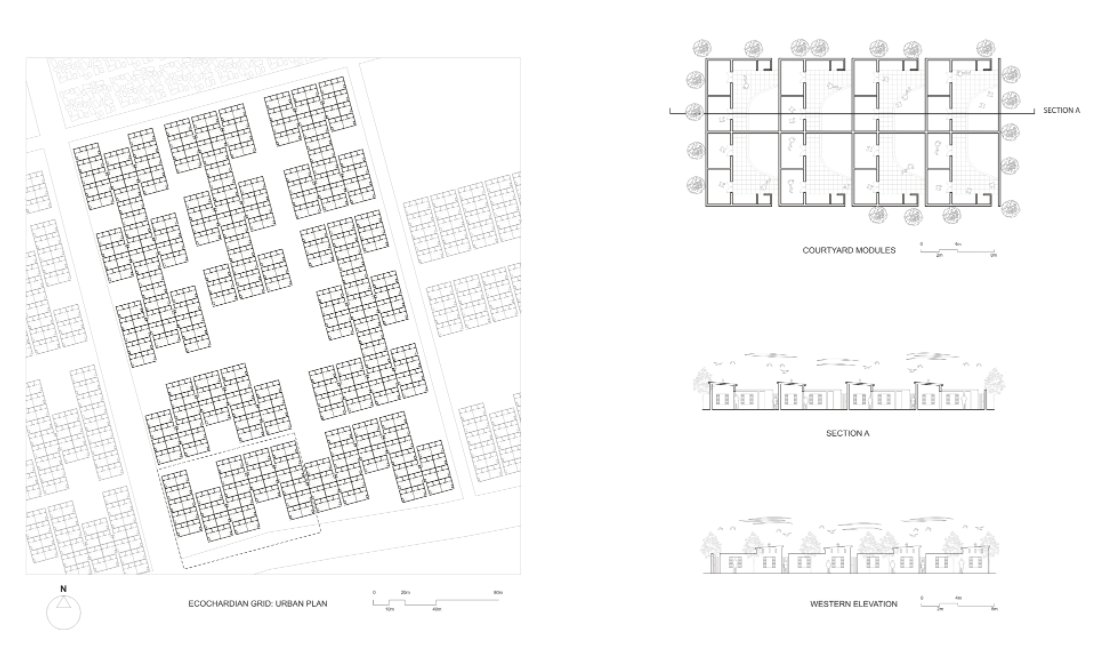 SECTION A
0 4m
COURTYARD MODULES
2m 8m
SECTION A
N
0 20m 80m
ECOCHARDIAN GRID: URBAN PLAN
10m 40m
0 4m
WESTERN ELEVATION
2m 8m